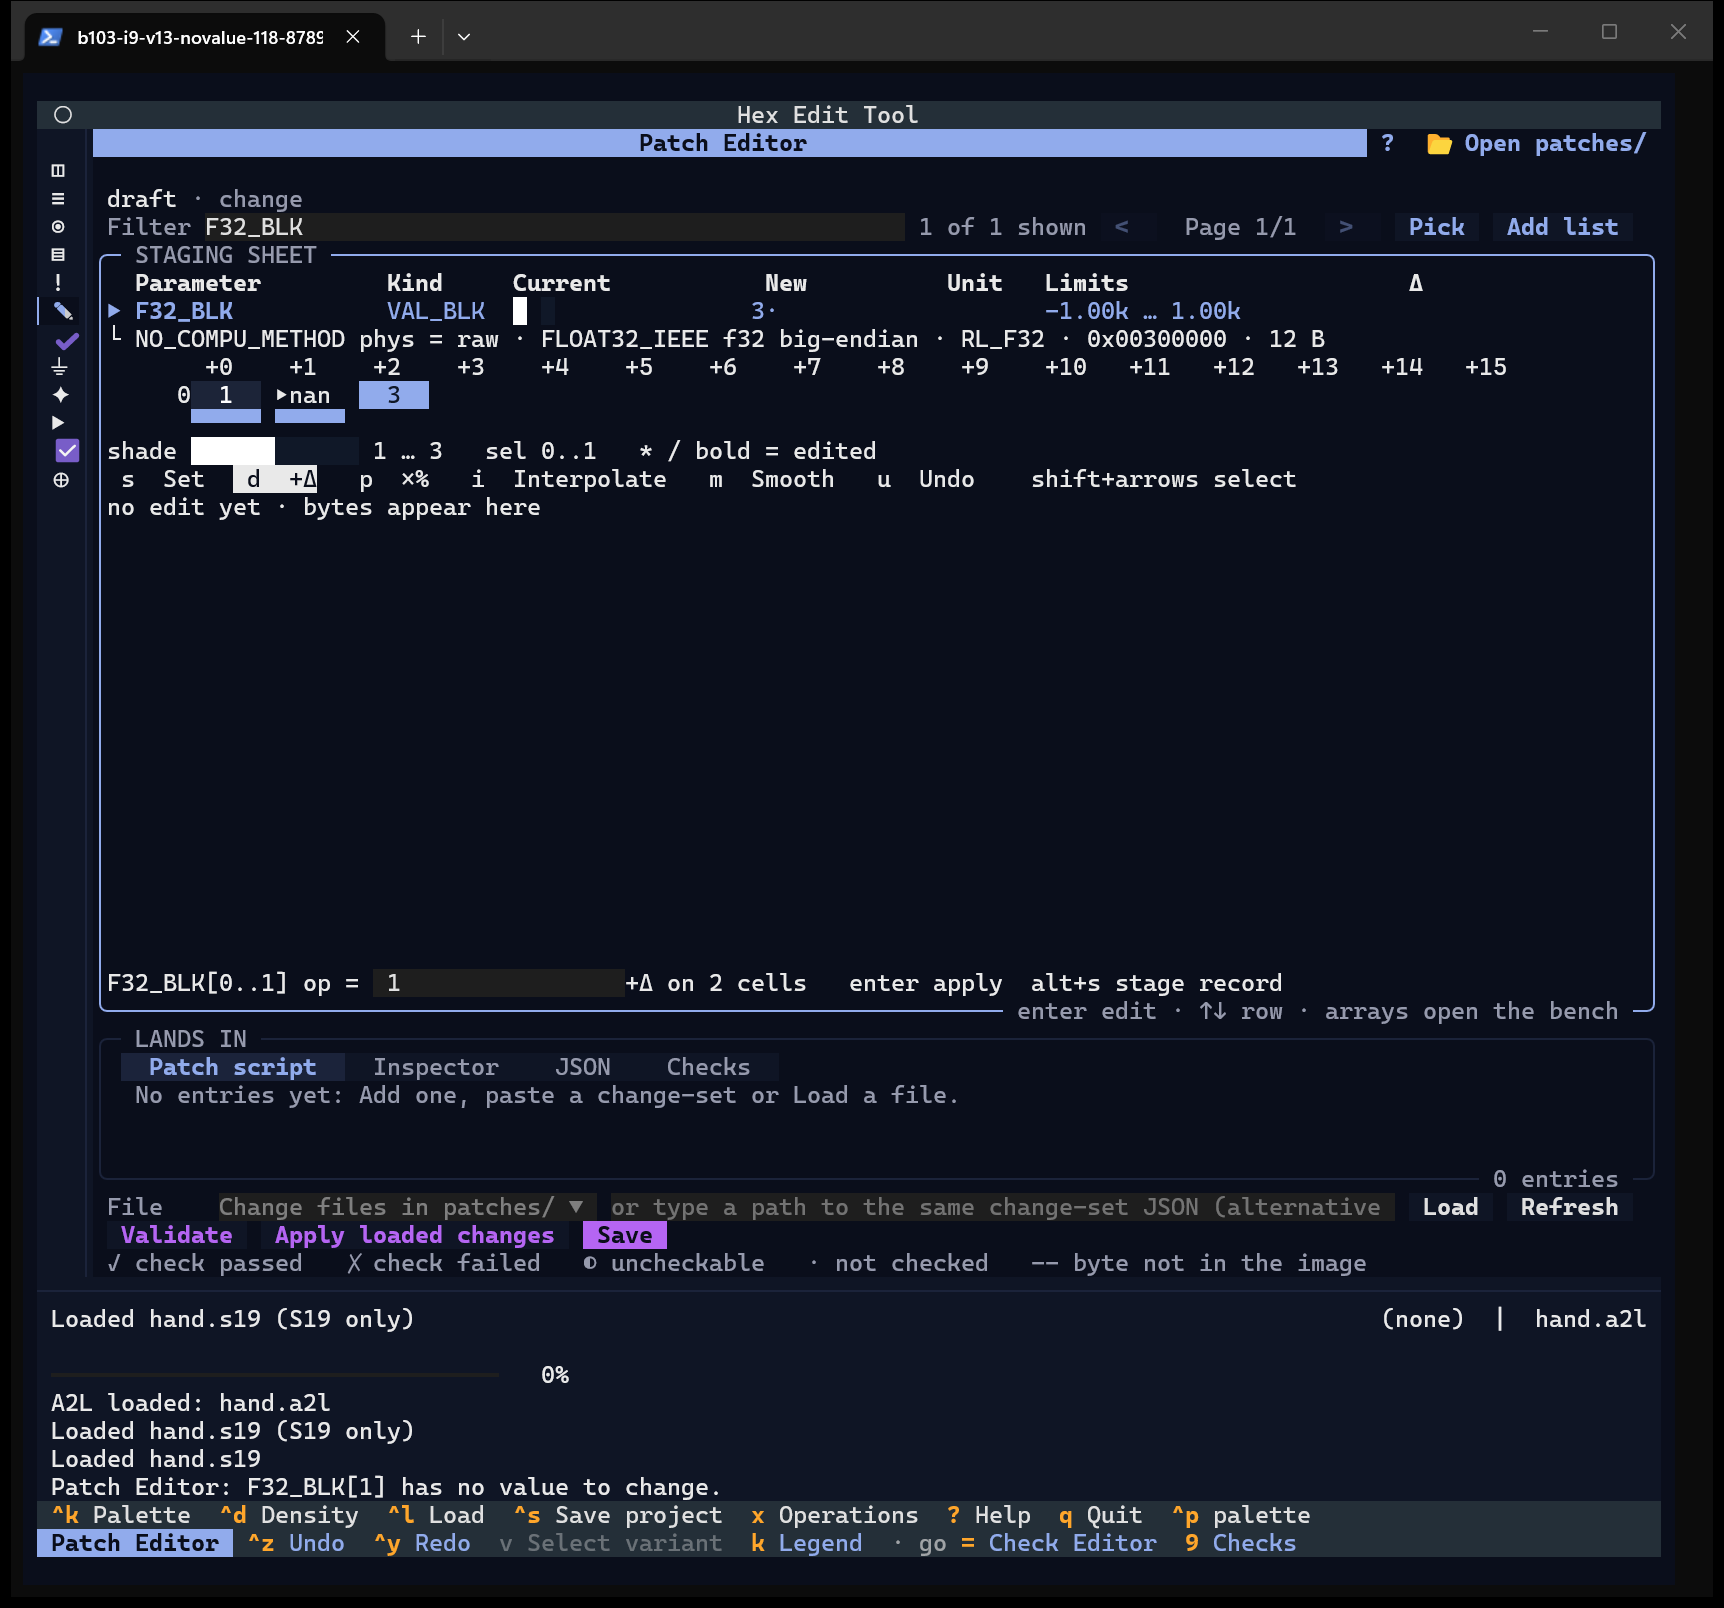 b103-i9-v13-novalue-118-8789
Hex Edit Tool
Patch Editor ? Open patches/
draft · change
Filter F32_BLK 1 of 1 shown < Page 1/1 > Pick Add list
STAGING SHEET
Parameter Kind Current New Unit Limits Δ
▶ F32_BLK VAL_BLK 3· -1.00k … 1.00k
└ NO_COMPU_METHOD phys = raw · FLOAT32_IEEE f32 big-endian · RL_F32 · 0x00300000 · 12 B
+0 +1 +2 +3 +4 +5 +6 +7 +8 +9 +10 +11 +12 +13 +14 +15
0 1 ▶nan 3
shade 1 … 3 sel 0..1 * / bold = edited
s Set d +Δ p ×% i Interpolate m Smooth u Undo shift+arrows select
no edit yet · bytes appear here
F32_BLK[0..1] op = 1 +Δ on 2 cells enter apply alt+s stage record
enter edit · ↑↓ row · arrays open the bench
LANDS IN
Patch script Inspector JSON Checks
No entries yet: Add one, paste a change-set or Load a file.
0 entries
File Change files in patches/ ▼ or type a path to the same change-set JSON (alternative Load Refresh
Validate Apply loaded changes Save
√ check passed ╳ check failed ◐ uncheckable · not checked -- byte not in the image
Loaded hand.s19 (S19 only) (none) | hand.a2l
0%
A2L loaded: hand.a2l
Loaded hand.s19 (S19 only)
Loaded hand.s19
Patch Editor: F32_BLK[1] has no value to change.
^k Palette ^d Density ^l Load ^s Save project x Operations ? Help q Quit ^p palette
Patch Editor ^z Undo ^y Redo v Select variant k Legend · go = Check Editor 9 Checks